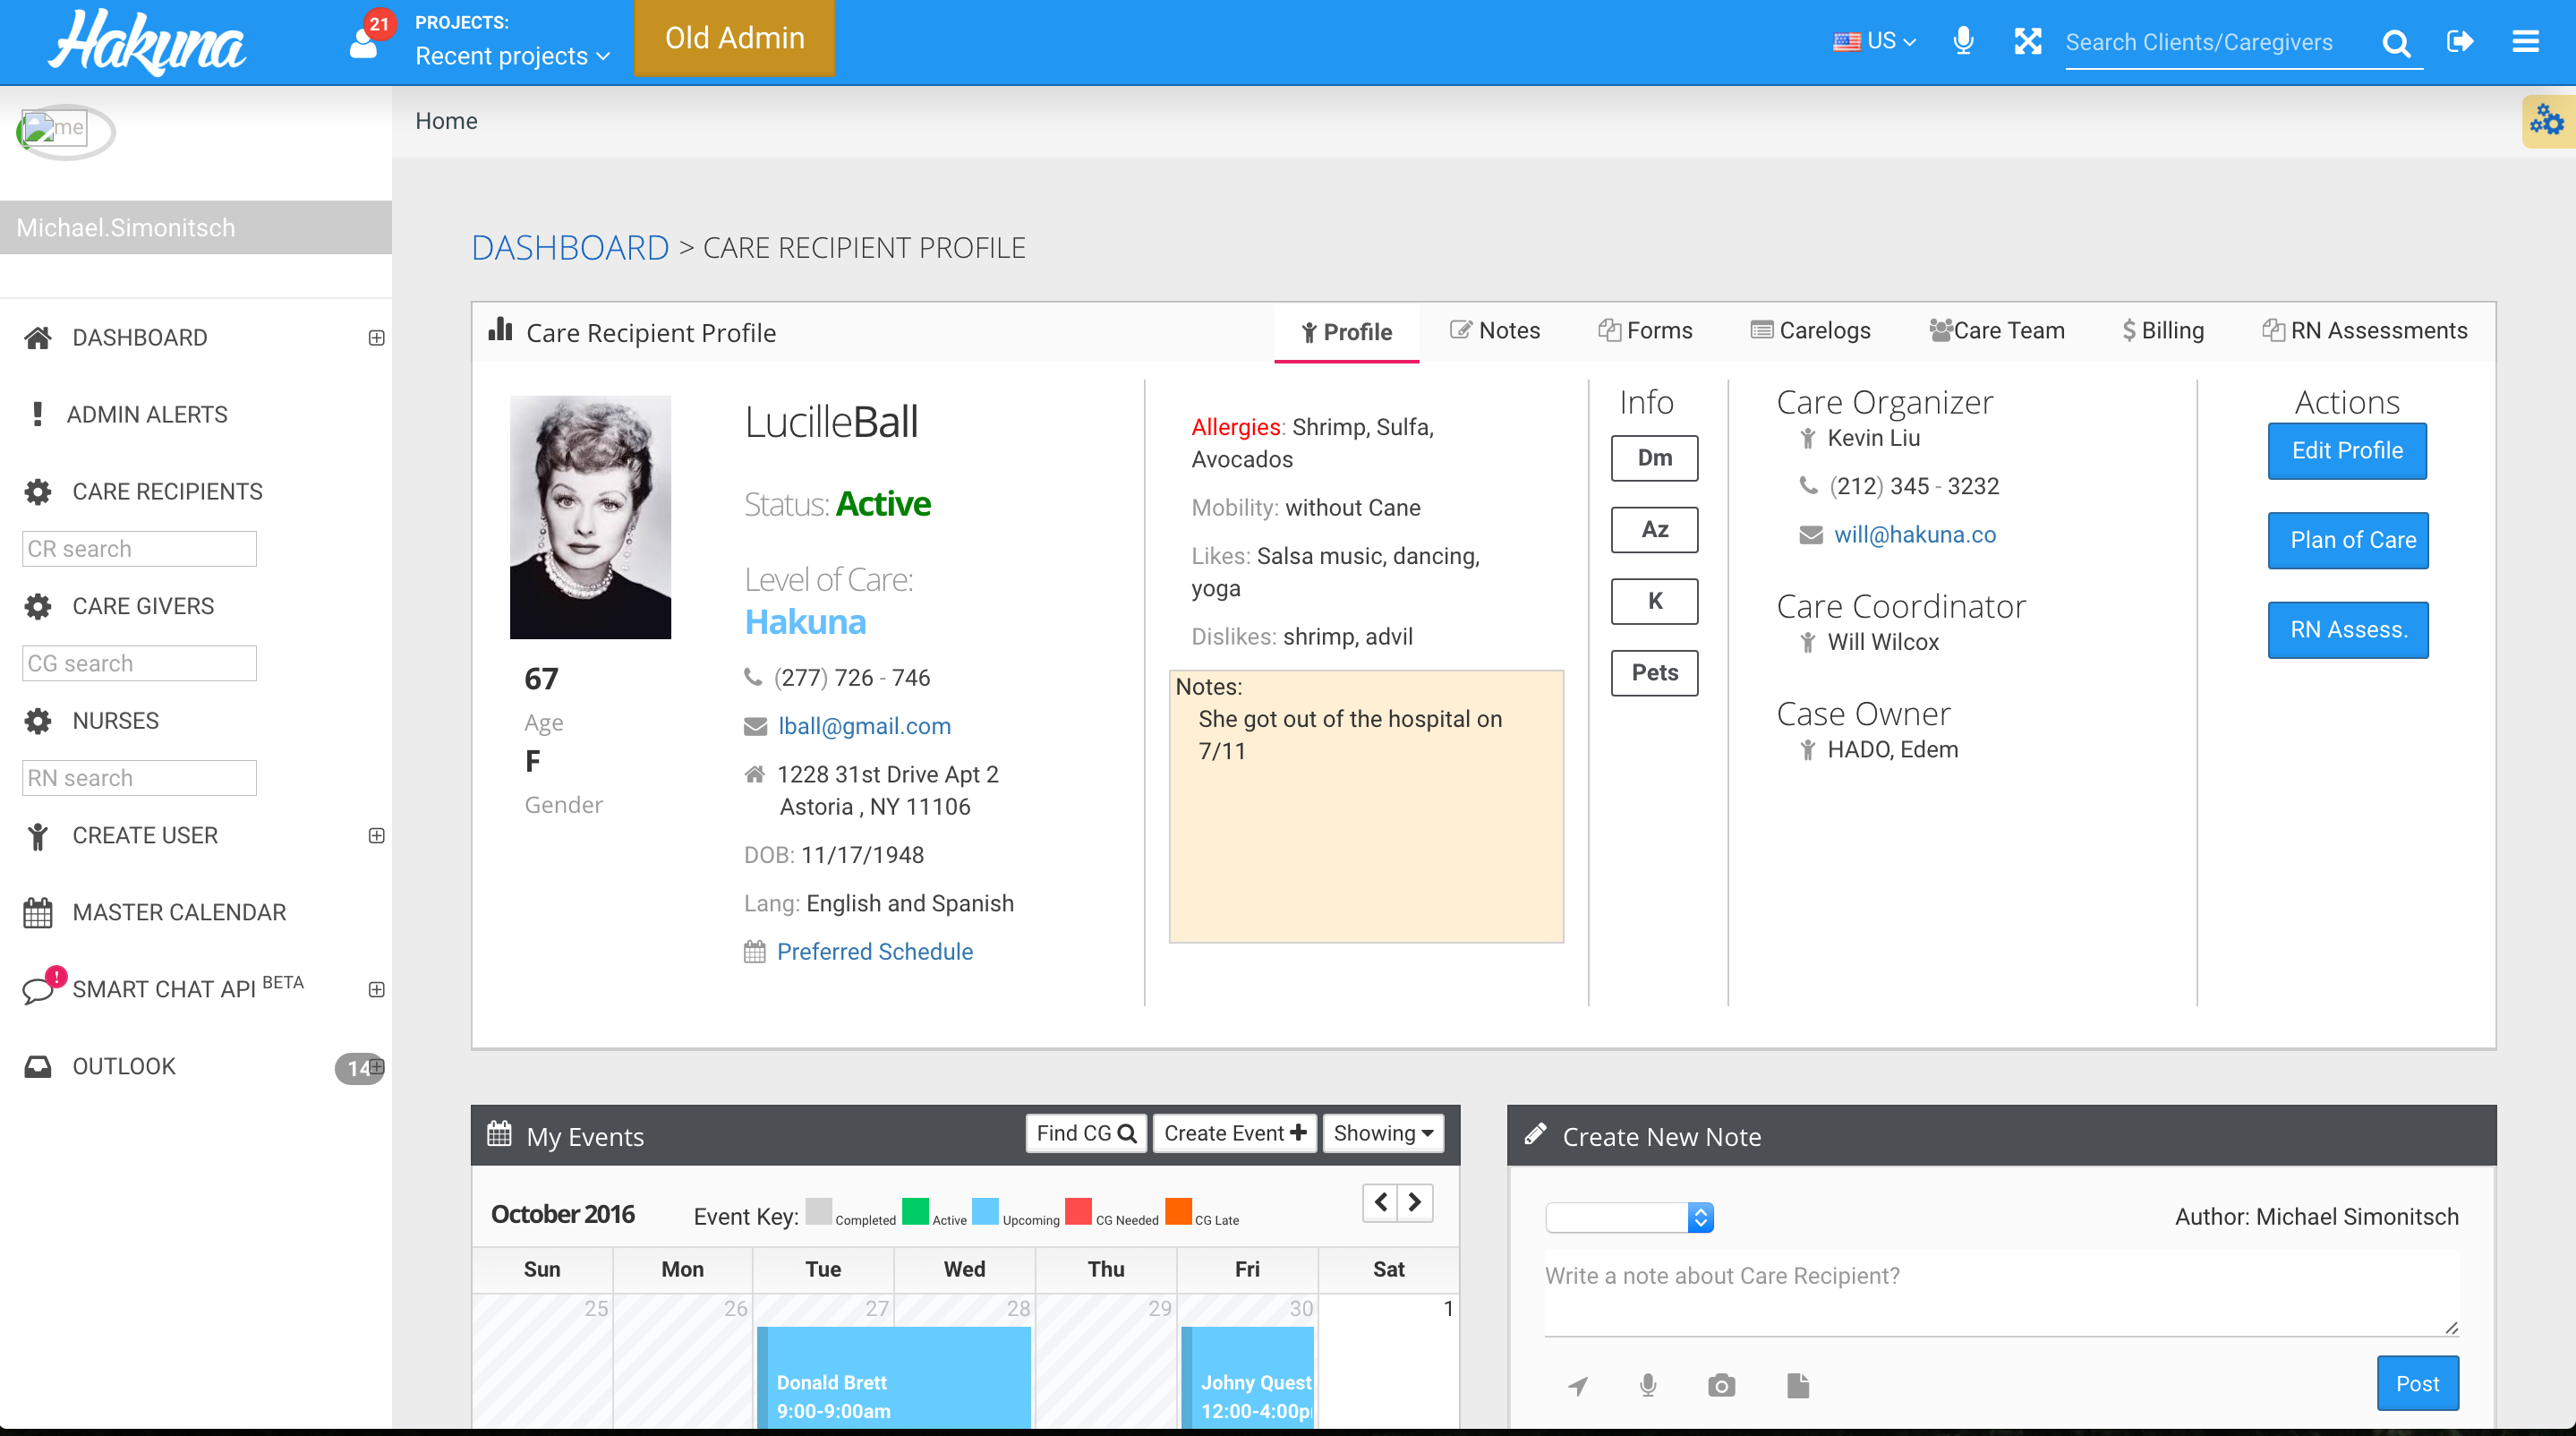 Hakuna
21
PROJECTS:
Recent projects
Old Admin
US
Search Clients/Caregivers
me
Michael.Simonitsch
DASHBOARD
ADMIN ALERTS
CARE RECIPIENTS
CR search
CARE GIVERS
CG search
NURSES
RN search
CREATE USER
MASTER CALENDAR
SMART CHAT API BETA
OUTLOOK
14
Home
DASHBOARD > CARE RECIPIENT PROFILE
Care Recipient Profile
Profile
Notes
Forms
Carelogs
Care Team
$ Billing
RN Assessments
67
Age
F
Gender
LucilleBall
Status: Active
Level of Care:
Hakuna
(277) 726 - 746
lball@gmail.com
1228 31st Drive Apt 2
Astoria , NY 11106
DOB: 11/17/1948
Lang: English and Spanish
Preferred Schedule
Allergies: Shrimp, Sulfa,
Avocados
Mobility: without Cane
Likes: Salsa music, dancing,
yoga
Dislikes: shrimp, advil
Notes:
She got out of the hospital on
7/11
Info
Dm
Az
K
Pets
Care Organizer
Kevin Liu
(212) 345 - 3232
will@hakuna.co
Care Coordinator
Will Wilcox
Case Owner
HADO, Edem
Actions
Edit Profile
Plan of Care
RN Assess.
My Events
Find CG
Create Event
Showing
October 2016
Event Key:
Completed
Active
Upcoming
CG Needed
CG Late
Sun Mon Tue Wed Thu Fri Sat
25 26 27 28 29 30 1
Donald Brett
9:00-9:00am
Johny Quest
12:00-4:00p
Create New Note
Author: Michael Simonitsch
Write a note about Care Recipient?
Post